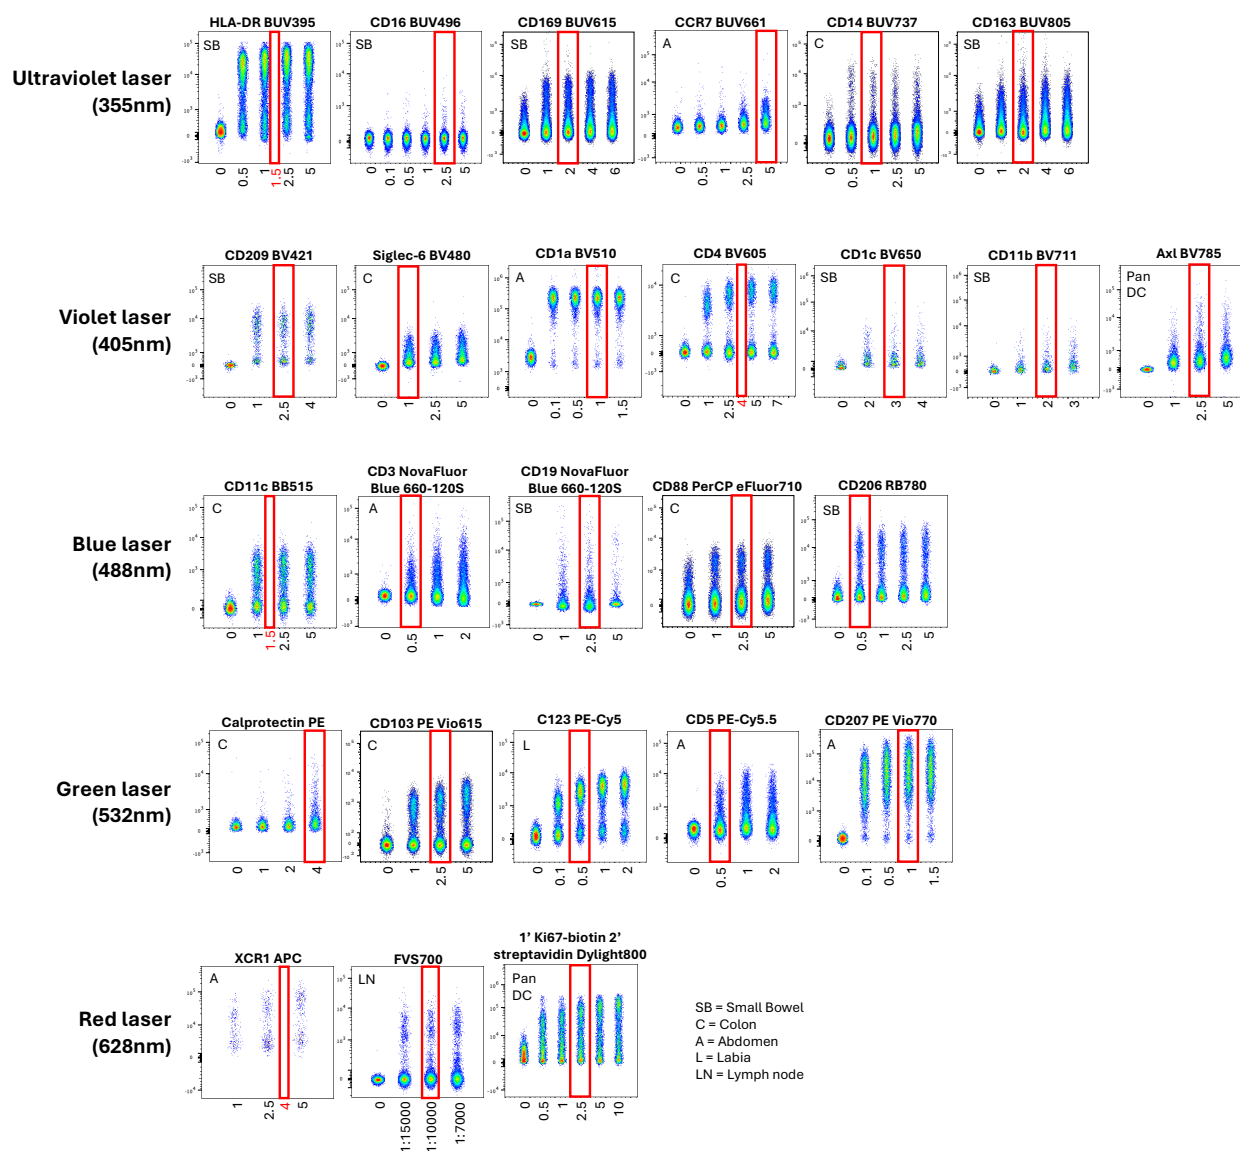 HLA-DR BUV395 CD16 BUV496 CD169 BUV615 CCR7 BUV661 CD14 BUV737 CD163 BUV805
SB SB SB A C SB
Ultraviolet laser
(355nm)
0 0.5 1 1.5 2.5 5
0 0.1 0.5 1 2.5 5
0 1 2 4 6
0 0.5 1 2.5 5
0 0.5 1 2.5 5
0 1 2 4 6
CD209 BV421 Siglec-6 BV480 CD1a BV510 CD4 BV605 CD1c BV650 CD11b BV711 Axl BV785
SB C A C SB SB Pan
DC
Violet laser
(405nm)
0 1 2.5 4
0 1 2.5 5
0 0.1 0.5 1 1.5
0 1 2.5 4 5 7
0 2 3 4
0 1 2 3
0 1 2.5 5
CD11c BB515
CD3 NovaFluor
Blue 660-120S
CD19 NovaFluor
Blue 660-120S
CD88 PerCP eFluor710
CD206 RB780
C A SB C SB
Blue laser
(488nm)
0 1 1.5 2.5 5
0 0.5 1 2
0 1 2.5 5
0 1 2.5 5
0 0.5 1 2.5 5
Calprotectin PE CD103 PE Vio615 C123 PE-Cy5 CD5 PE-Cy5.5 CD207 PE Vio770
C C L A A
Green laser
(532nm)
0 1 2 4
0 1 2.5 5
0 0.1 0.5 1 2
0 0.5 1 2
0 0.1 0.5 1 1.5
XCR1 APC
FVS700
1' Ki67-biotin 2'
streptavidin Dylight800
A LN Pan
DC
Red laser
(628nm)
1 2.5 4 5
0 1:15000 1:10000 1:7000
0 0.5 1 2.5 5 10
SB = Small Bowel
C = Colon
A = Abdomen
L = Labia
LN = Lymph node